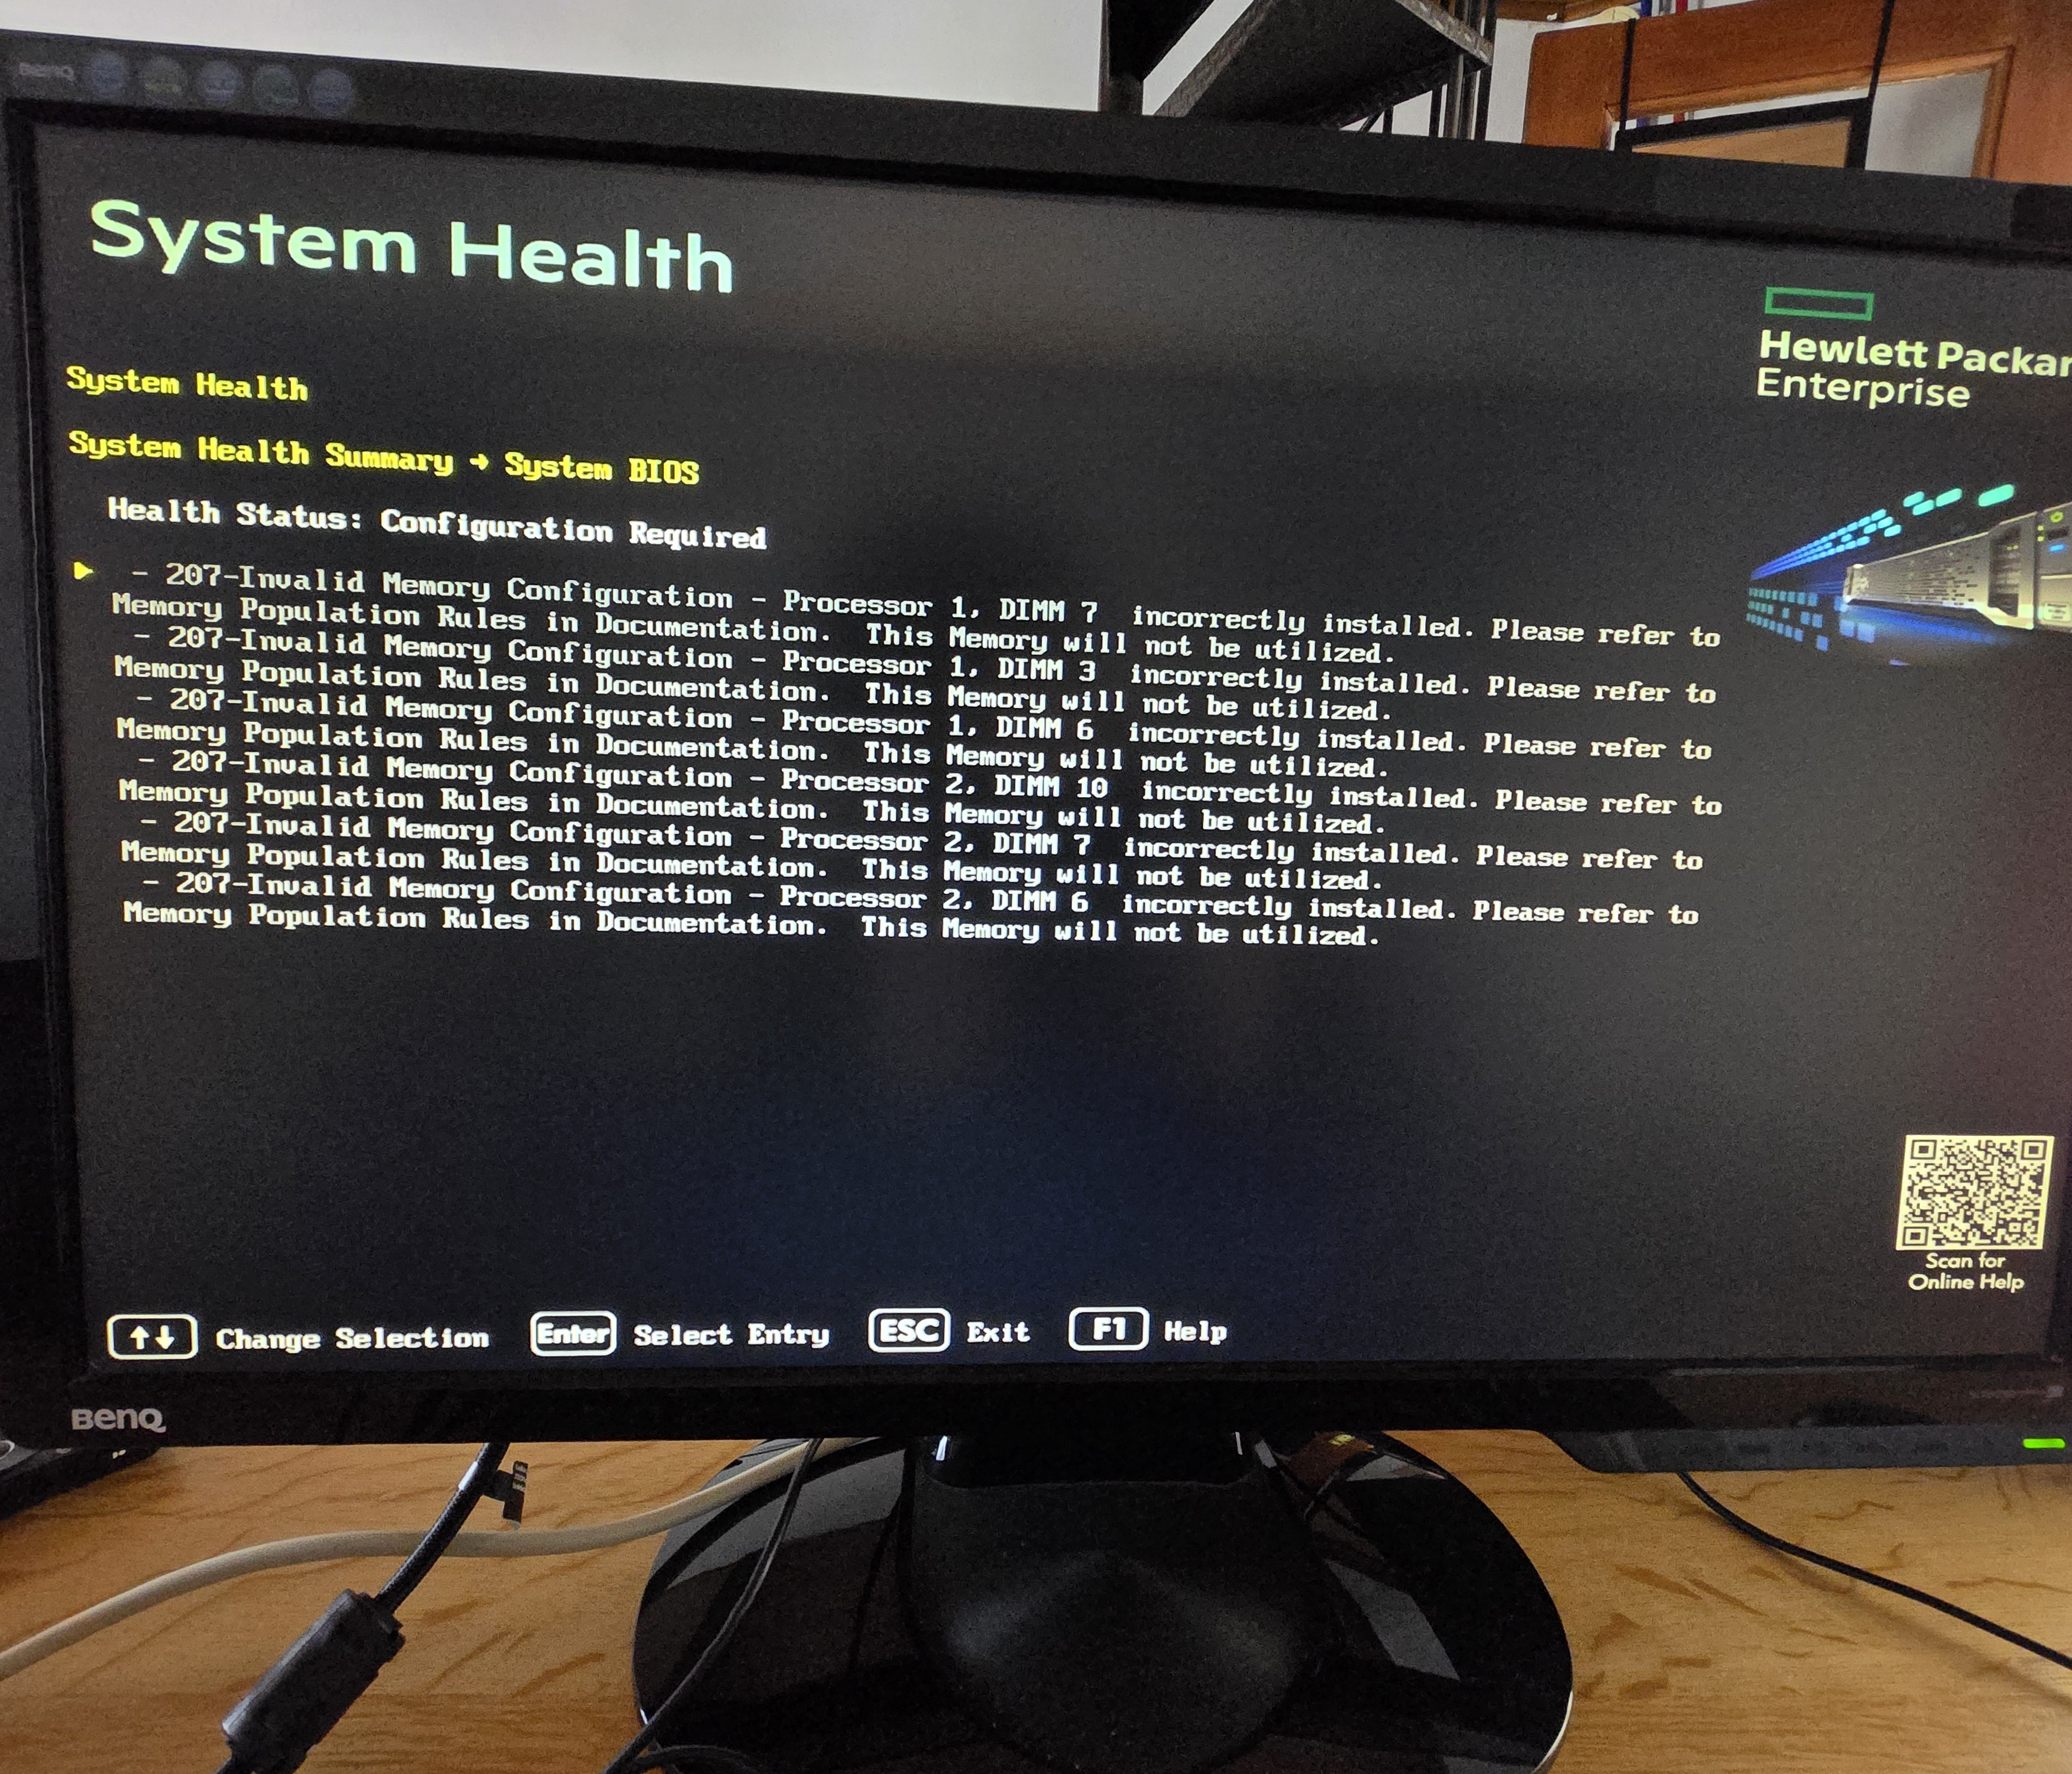 BenQ
System Health
Hewlett Packar
Enterprise
System Health
System Health Summary → System BIOS
Health Status: Configuration Required
- 207-Invalid Memory Configuration - Processor 1, DIMM 7 incorrectly installed. Please refer to
Memory Population Rules in Documentation. This Memory will not be utilized.
- 207-Invalid Memory Configuration - Processor 1, DIMM 3 incorrectly installed. Please refer to
Memory Population Rules in Documentation. This Memory will not be utilized.
- 207-Invalid Memory Configuration - Processor 1, DIMM 6 incorrectly installed. Please refer to
Memory Population Rules in Documentation. This Memory will not be utilized.
- 207-Invalid Memory Configuration - Processor 2, DIMM 10 incorrectly installed. Please refer to
Memory Population Rules in Documentation. This Memory will not be utilized.
- 207-Invalid Memory Configuration - Processor 2, DIMM 7 incorrectly installed. Please refer to
Memory Population Rules in Documentation. This Memory will not be utilized.
- 207-Invalid Memory Configuration - Processor 2, DIMM 6 incorrectly installed. Please refer to
Memory Population Rules in Documentation. This Memory will not be utilized.
Scan for
Online Help
↑↓ Change Selection Enter Select Entry ESC Exit F1 Help
BenQ